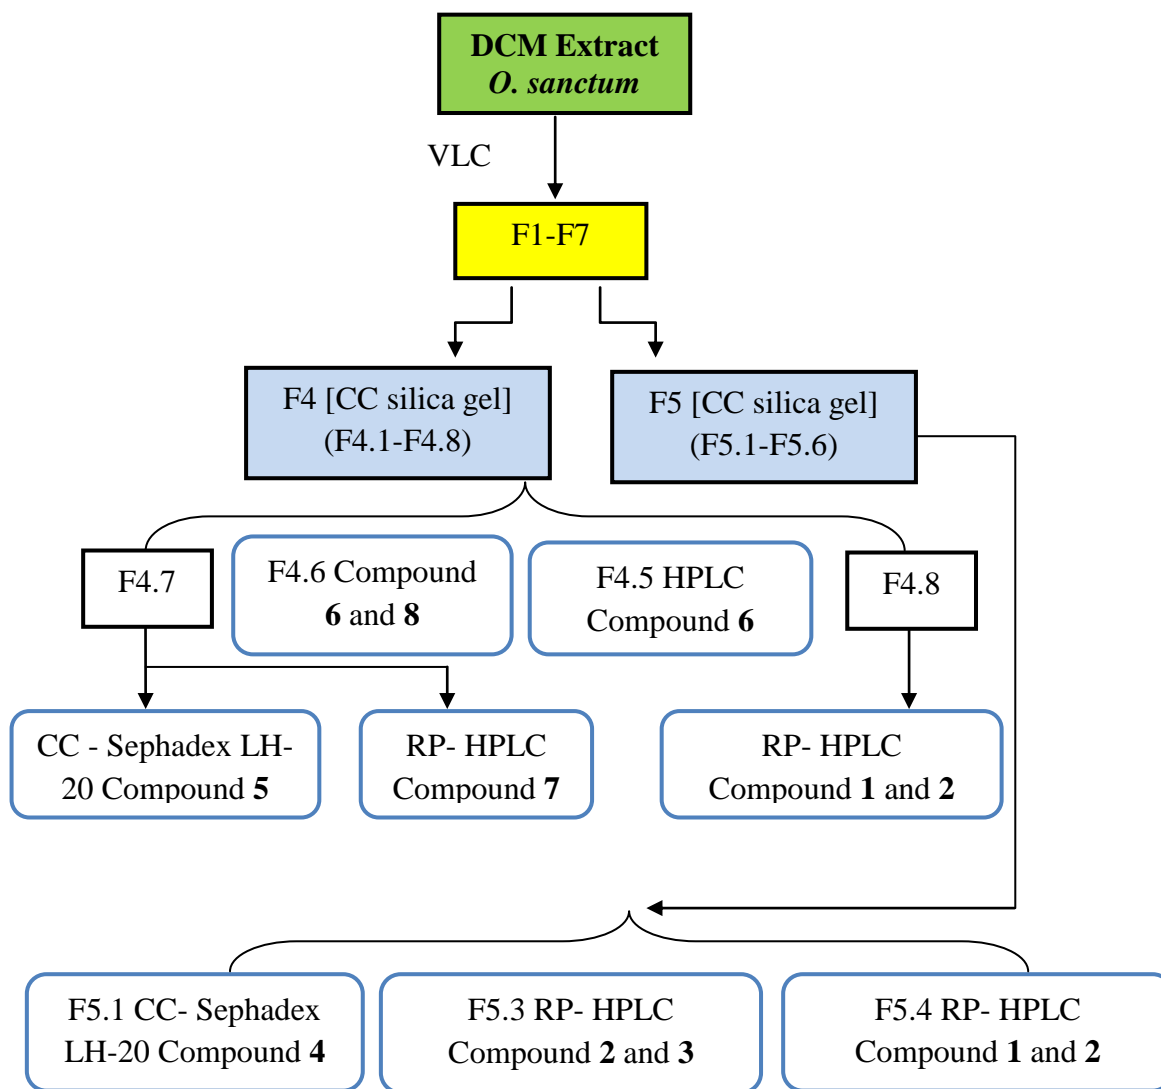 DCM Extract
O. sanctum
VLC
F1-F7
F4 [CC silica gel]
(F4.1-F4.8)
F5 [CC silica gel]
(F5.1-F5.6)
F4.7
F4.6 Compound
6 and 8
F4.5 HPLC
Compound 6
F4.8
CC - Sephadex LH-
20 Compound 5
RP- HPLC
Compound 7
RP- HPLC
Compound 1 and 2
F5.1 CC- Sephadex
LH-20 Compound 4
F5.3 RP- HPLC
Compound 2 and 3
F5.4 RP- HPLC
Compound 1 and 2